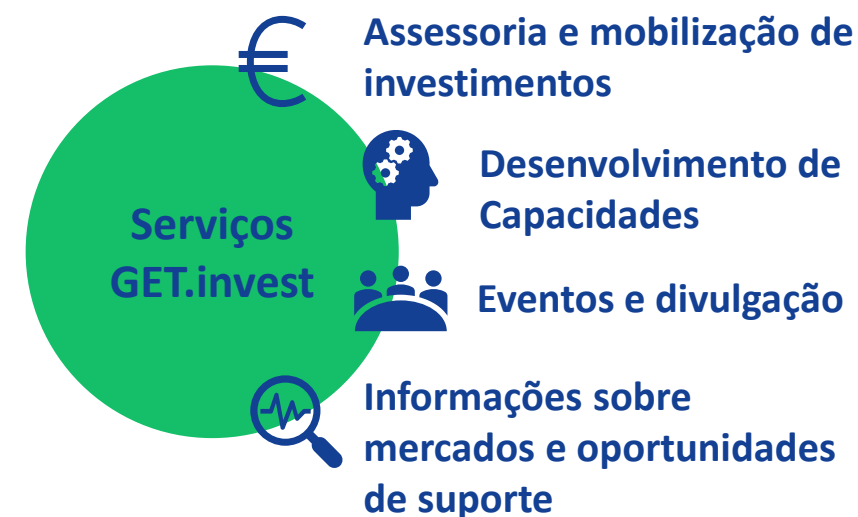 Assessoria e mobilização de
investimentos
Desenvolvimento de
Capacidades
Serviços
GET.invest
Eventos e divulgação
Informações sobre
mercados e oportunidades
de suporte